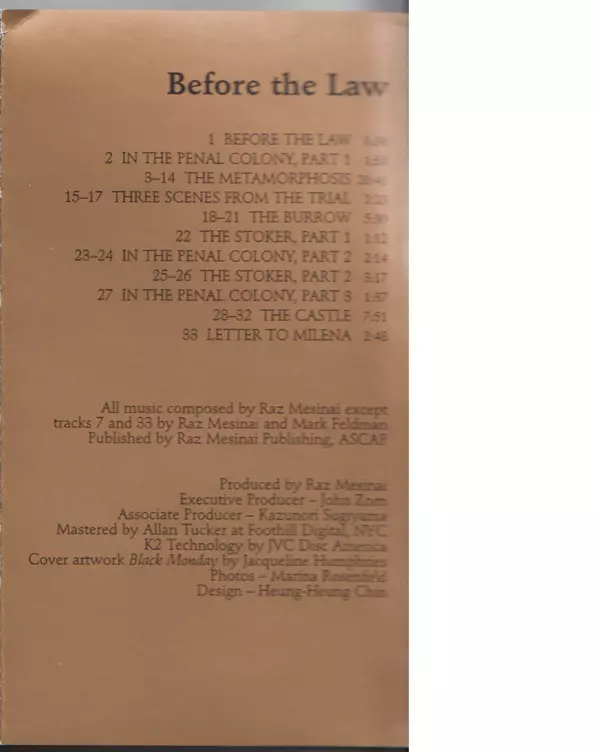 Before the Law
1 BEFORE THE LAW
2 IN THE PENAL COLONY, PART 1
3–14 THE METAMORPHOSIS
15–17 THREE SCENES FROM THE TRIAL
18–21 THE BURROW
22 THE STOKER, PART 1 1:12
23–24 IN THE PENAL COLONY, PART 2 2:14
25–26 THE STOKER, PART 2 3:17
27 IN THE PENAL COLONY, PART 3 1:37
28–32 THE CASTLE 7:51
33 LETTER TO MILENA
All music composed by Raz Mesinai except
tracks 7 and 33 by Raz Mesinai and Mark Feldman
Published by Raz Mesinai Publishing, ASCAP
Produced by Raz Mesinai
Executive Producer – John Zorn
Associate Producer – Kazunori Sugiyama
Mastered by Allan Tucker at Foothill Digital, NYC
K2 Technology by JVC Disc America
Cover artwork Black Monday by Jacqueline Humphries
Photos – Marina Rosenfeld
Design – Heung-Heung Chin